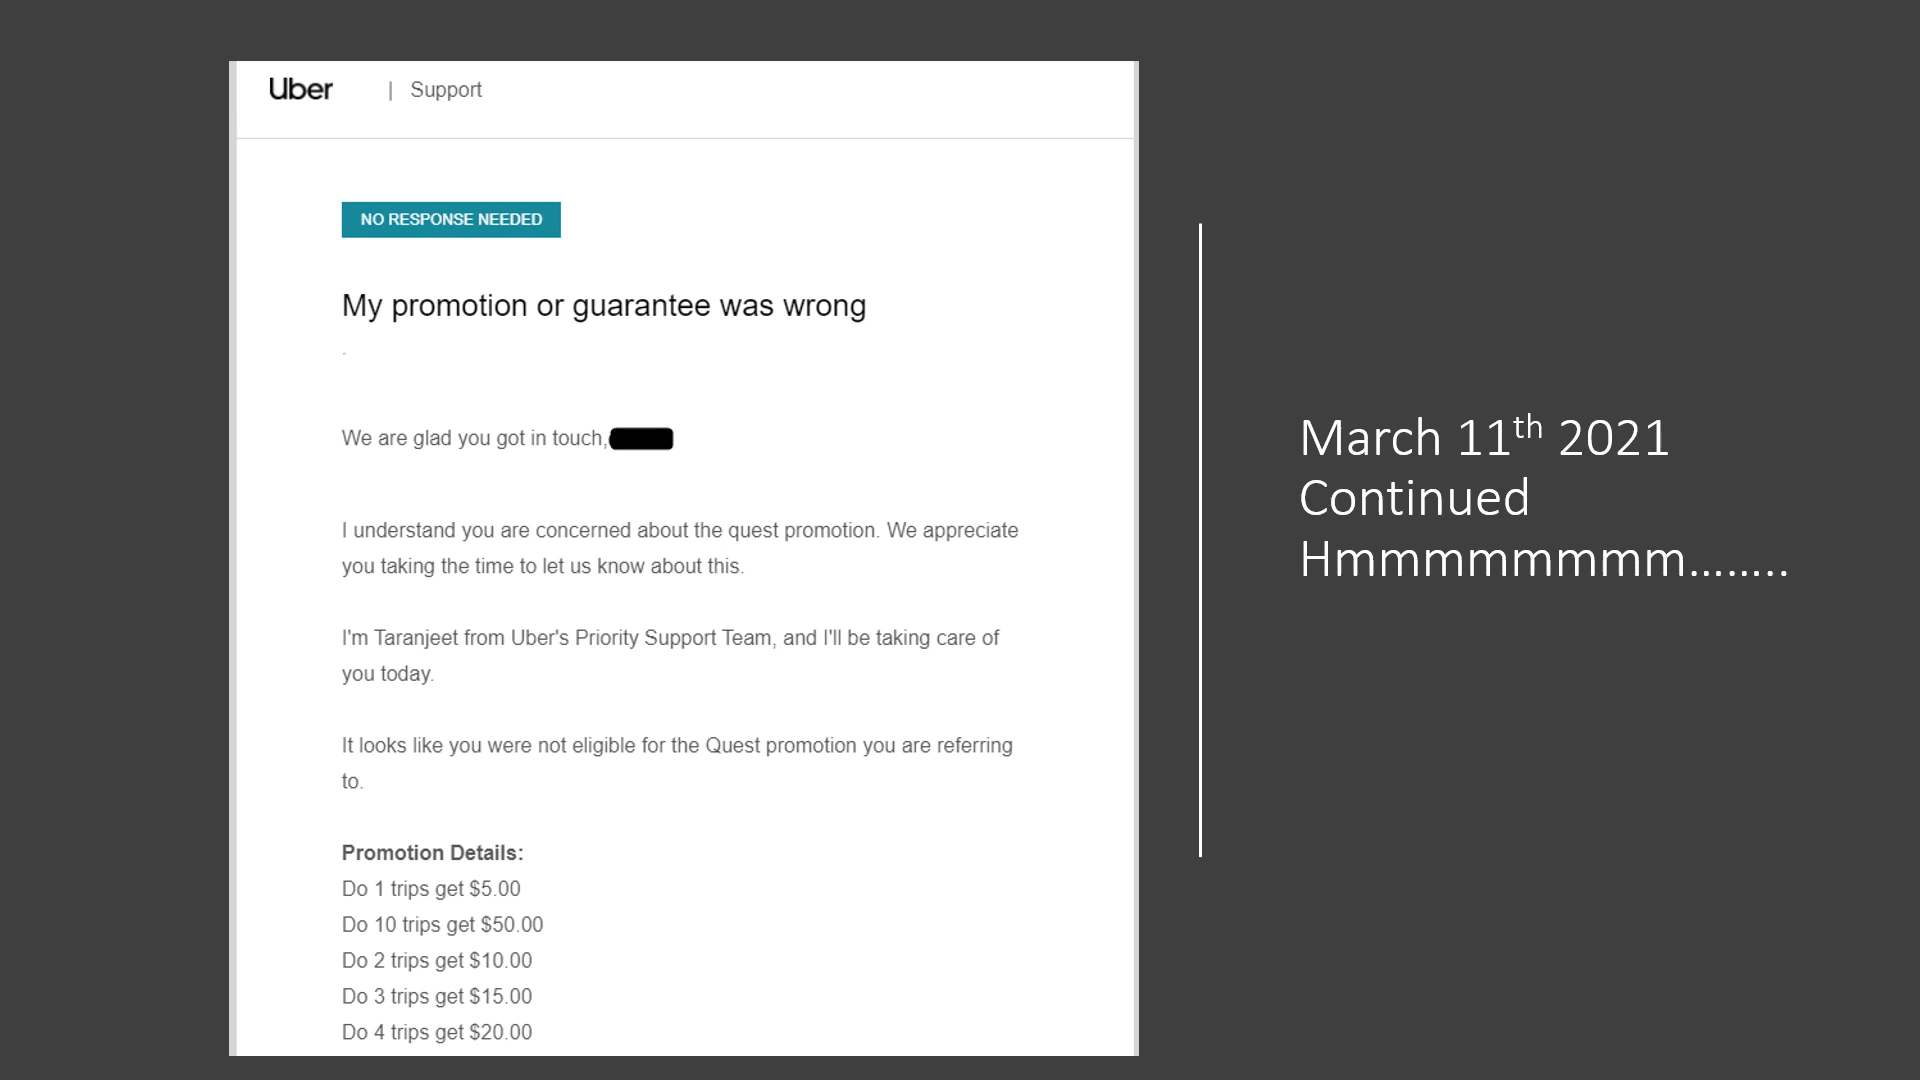 Uber | Support
NO RESPONSE NEEDED
My promotion or guarantee was wrong
.
We are glad you got in touch,
I understand you are concerned about the quest promotion. We appreciate
you taking the time to let us know about this.
I'm Taranjeet from Uber's Priority Support Team, and I'll be taking care of
you today.
It looks like you were not eligible for the Quest promotion you are referring
to.
Promotion Details:
Do 1 trips get $5.00
Do 10 trips get $50.00
Do 2 trips get $10.00
Do 3 trips get $15.00
Do 4 trips get $20.00
March 11th 2021
Continued
Hmmmmmmmm........